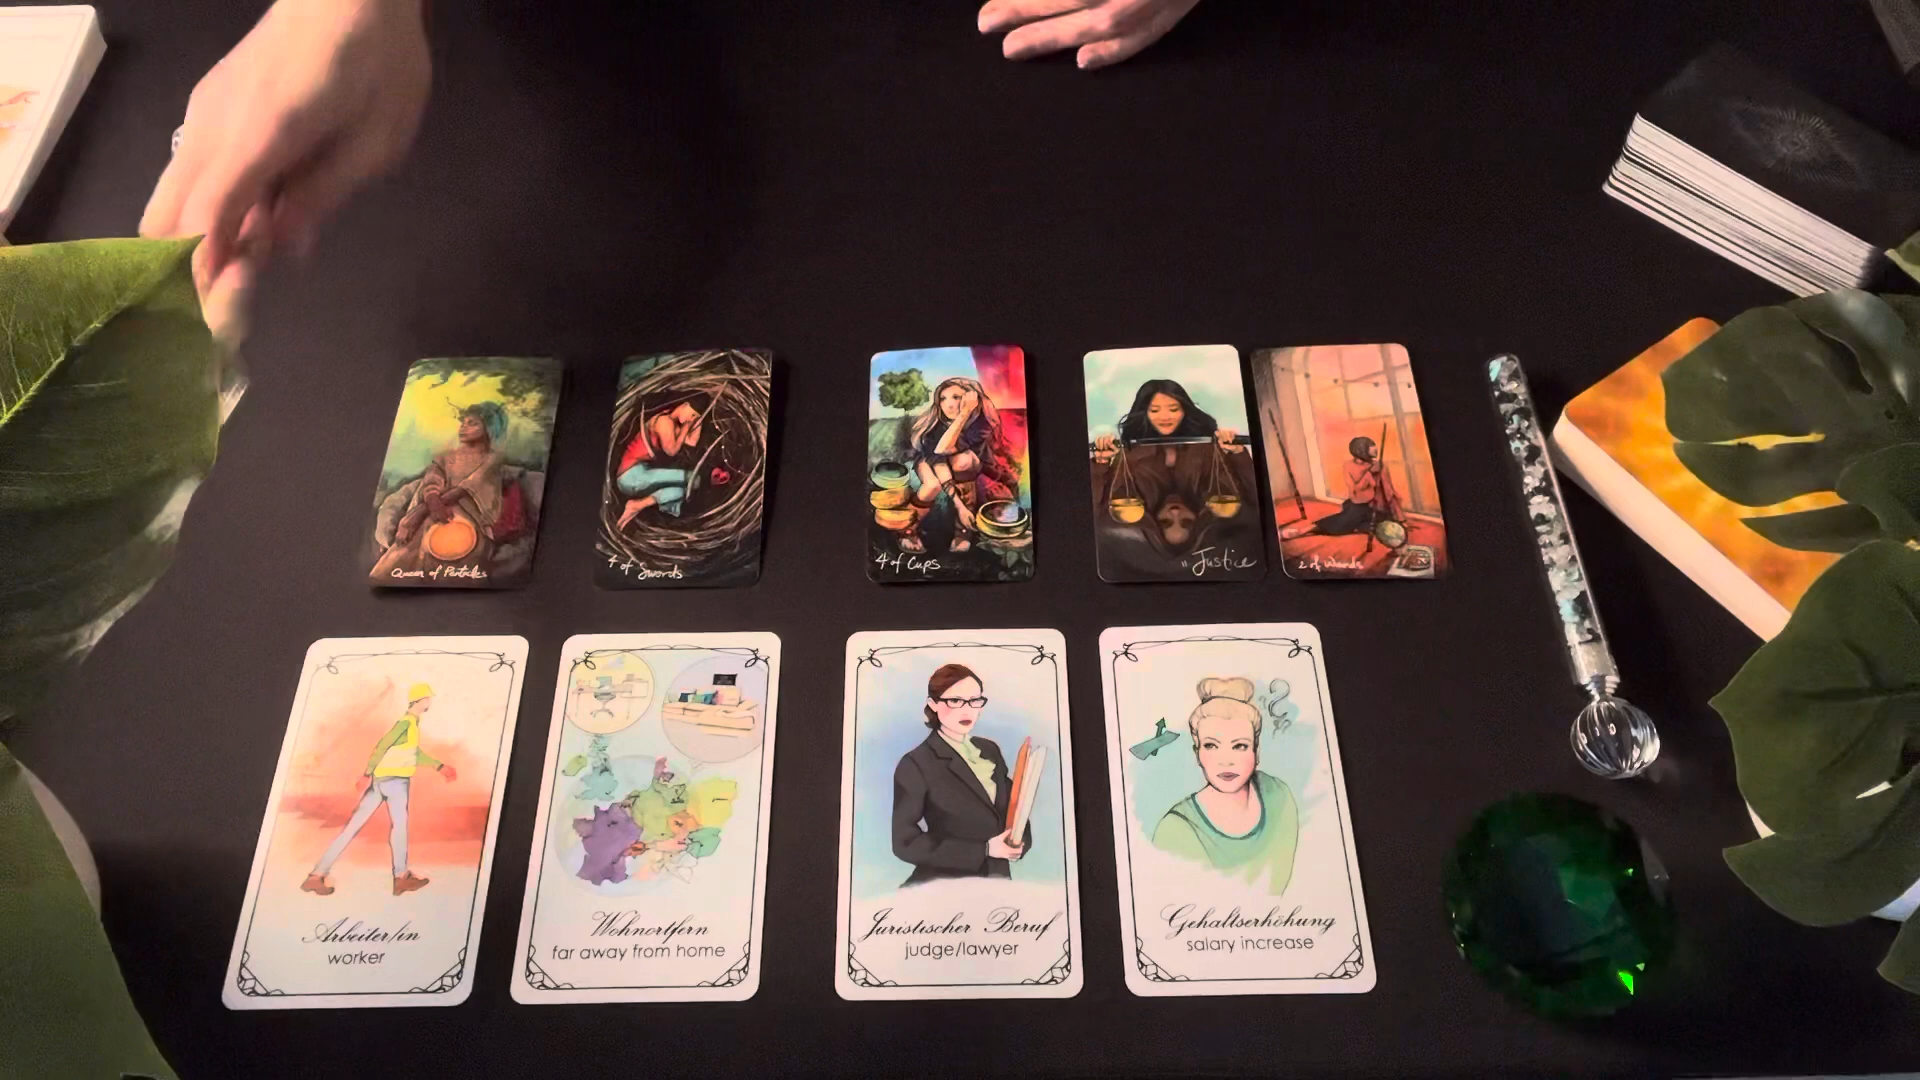 Queen of Pentacles
4 of Swords
4 of Cups
11 Justice
2 of Wands
Arbeiter/in
worker
Wohnortfern
far away from home
Juristischer Beruf
judge/lawyer
Gehaltserhöhung
salary increase